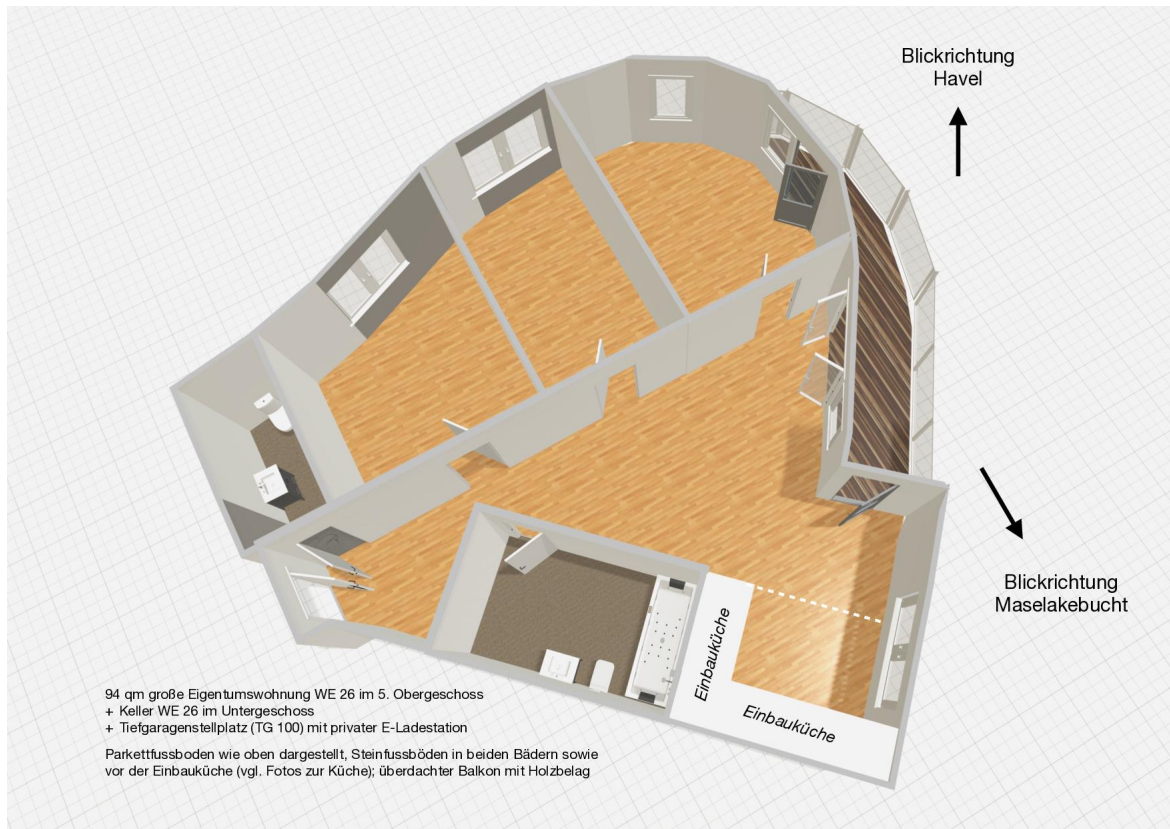 Blickrichtung
Havel
Blickrichtung
Maselakebucht
Einbauküche
Einbauküche
94 qm große Eigentumswohnung WE 26 im 5. Obergeschoss
+ Keller WE 26 im Untergeschoss
+ Tiefgaragenstellplatz (TG 100) mit privater E-Ladestation
Parkettfussboden wie oben dargestellt, Steinfussböden in beiden Bädern sowie
vor der Einbauküche (vgl. Fotos zur Küche); überdachter Balkon mit Holzbelag